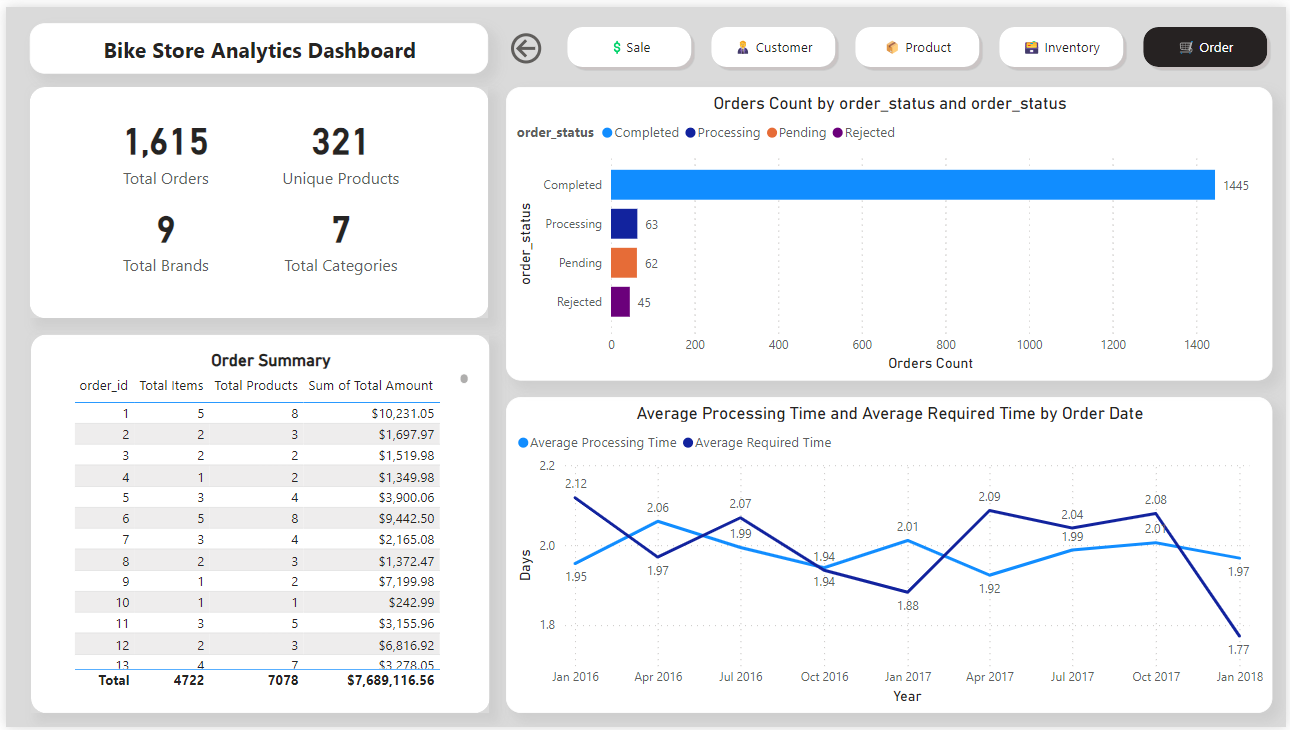 Bike Store Analytics Dashboard
Sale
Customer
Product
Inventory
Order
1,615
321
Total Orders
Unique Products
9
7
Total Brands
Total Categories
Order Summary
order_id Total Items Total Products Sum of Total Amount
1 5 8 $10,231.05
2 2 3 $1,697.97
3 2 2 $1,519.98
4 1 2 $1,349.98
5 3 4 $3,900.06
6 5 8 $9,442.50
7 3 4 $2,165.08
8 2 3 $1,372.47
9 1 2 $7,199.98
10 1 1 $242.99
11 3 5 $3,155.96
12 2 3 $6,816.92
13 4 7 $3,278.05
Total 4722 7078 $7,689,116.56
Orders Count by order_status and order_status
order_status Completed Processing Pending Rejected
order_status
Completed 1445
Processing 63
Pending 62
Rejected 45
0 200 400 600 800 1000 1200 1400
Orders Count
Average Processing Time and Average Required Time by Order Date
Average Processing Time Average Required Time
Days
2.2
2.0
1.8
2.12
2.06
2.07
1.94
2.01
2.09
2.04
2.08
1.95
1.97
1.99
1.94
1.88
1.92
1.99
2.01
1.97
1.77
Jan 2016 Apr 2016 Jul 2016 Oct 2016 Jan 2017 Apr 2017 Jul 2017 Oct 2017 Jan 2018
Year